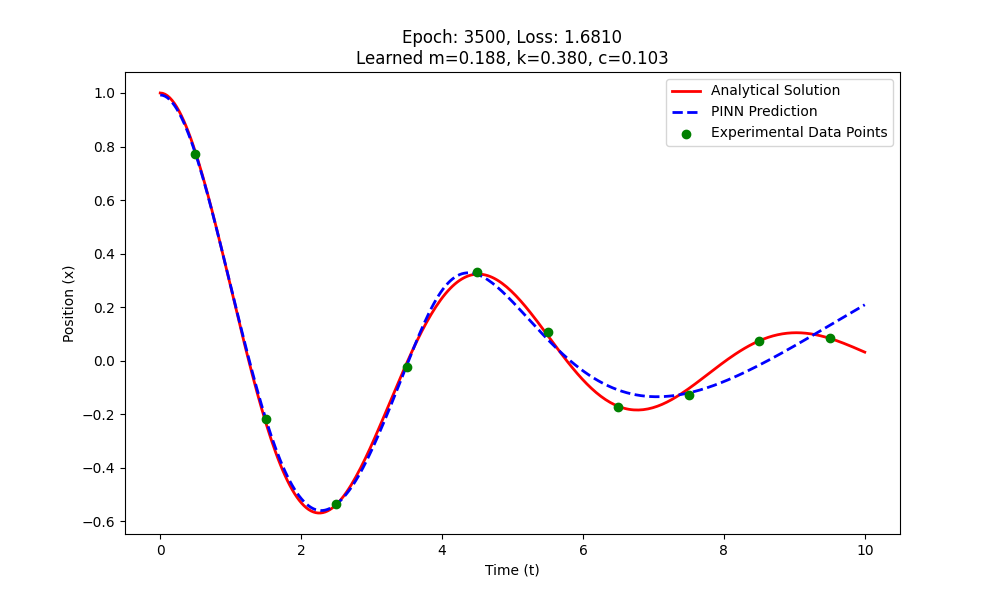 Epoch: 3500, Loss: 1.6810
Learned m=0.188, k=0.380, c=0.103
Analytical Solution
PINN Prediction
Experimental Data Points
Position (x)
1.0
0.8
0.6
0.4
0.2
0.0
−0.2
−0.4
−0.6
0 2 4 6 8 10
Time (t)